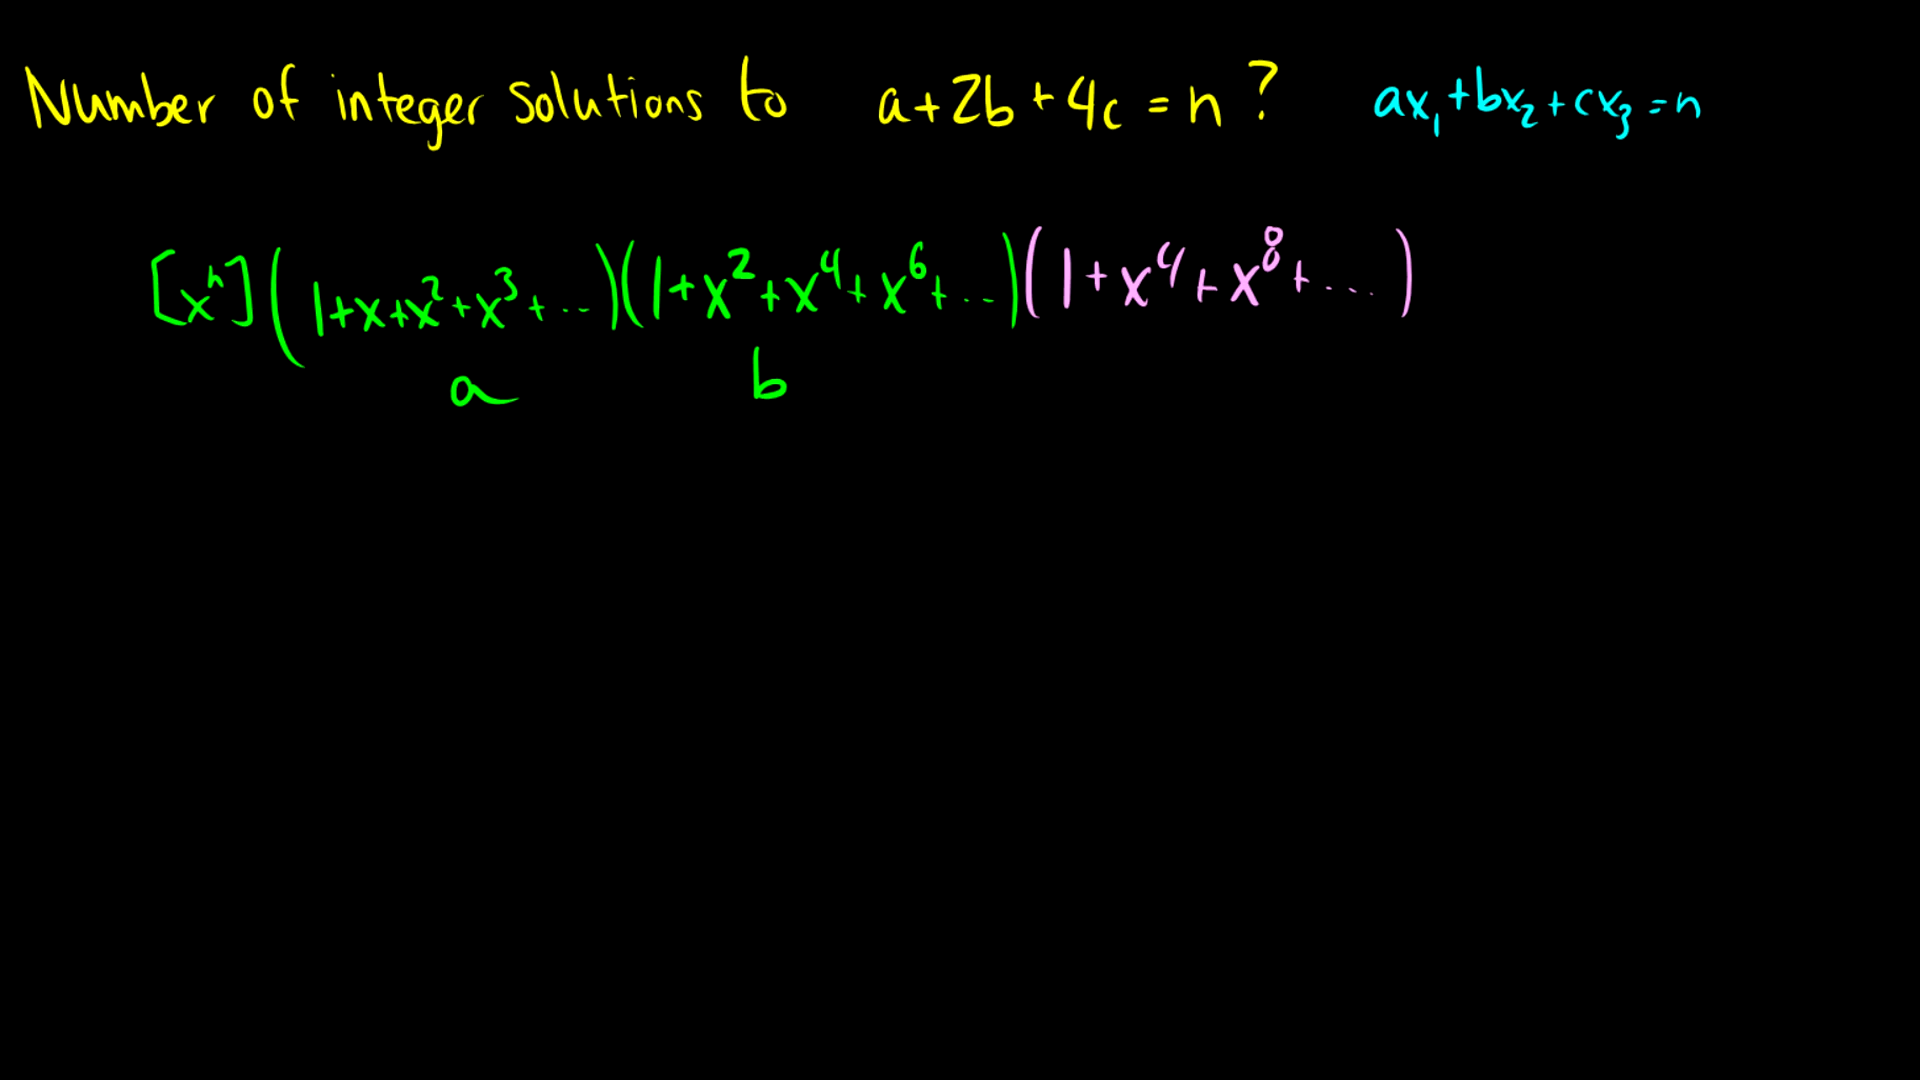 Number of integer solutions to a+2b+4c=n? ax₁+bx₂+cx₃=n
[xⁿ](1+x+x²+x³+...)(1+x²+x⁴+x⁶+...)(1+x⁴+x⁸+...)
a b